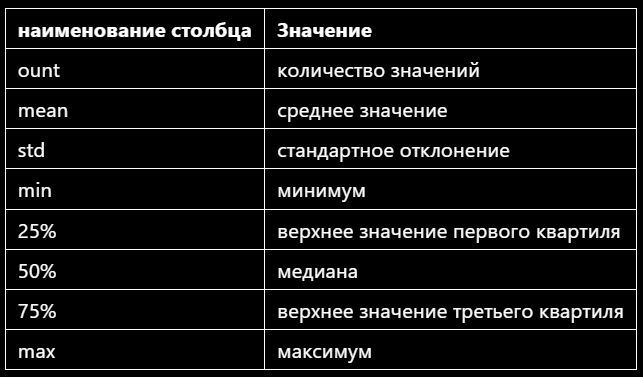 наименование столбца Значение
ount количество значений
mean среднее значение
std стандартное отклонение
min минимум
25% верхнее значение первого квартиля
50% медиана
75% верхнее значение третьего квартиля
max максимум